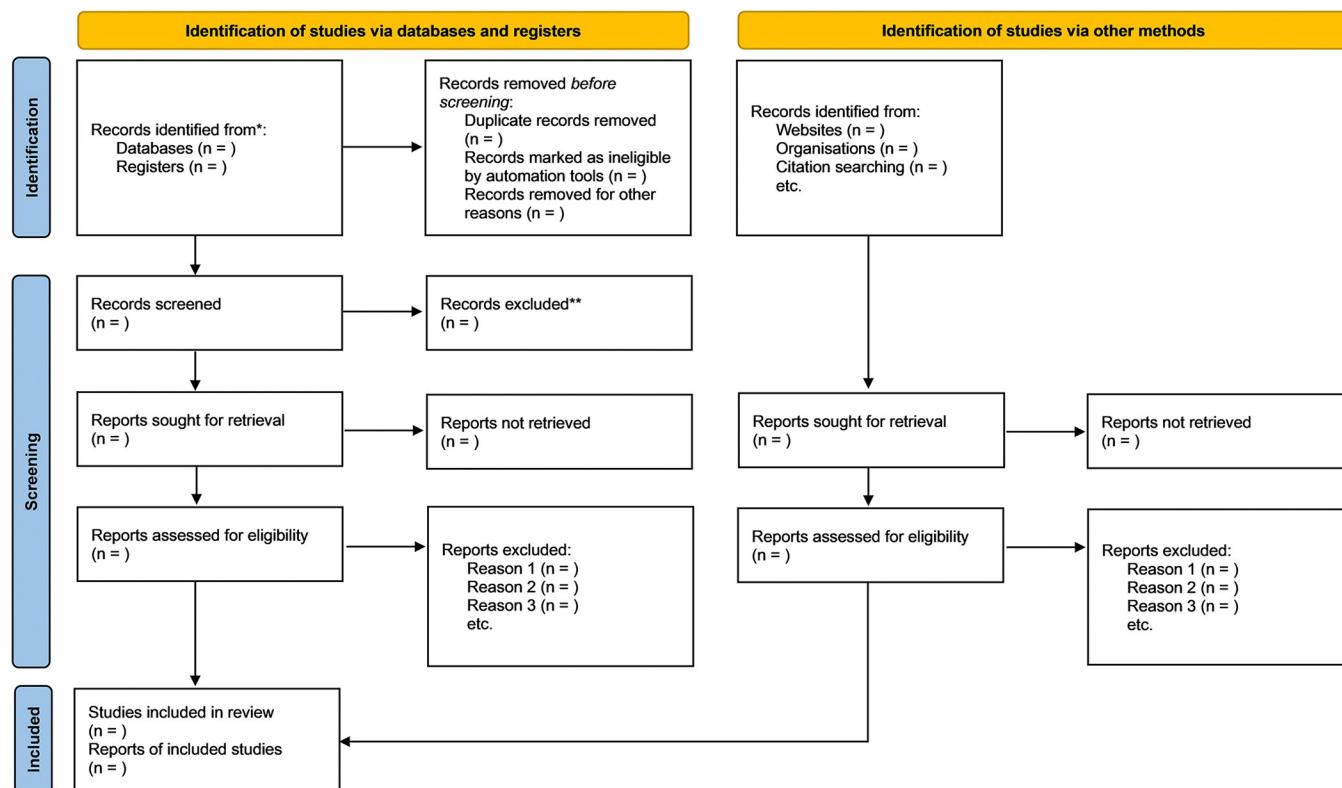 Identification of studies via databases and registers
Identification of studies via other methods
Identification
Records identified from*:
Databases (n = )
Registers (n = )
Records removed before
screening:
Duplicate records removed
(n = )
Records marked as ineligible
by automation tools (n = )
Records removed for other
reasons (n = )
Records identified from:
Websites (n = )
Organisations (n = )
Citation searching (n = )
etc.
Screening
Records screened
(n = )
Records excluded**
(n = )
Reports sought for retrieval
(n = )
Reports not retrieved
(n = )
Reports sought for retrieval
(n = )
Reports not retrieved
(n = )
Reports assessed for eligibility
(n = )
Reports excluded:
Reason 1 (n = )
Reason 2 (n = )
Reason 3 (n = )
etc.
Reports assessed for eligibility
(n = )
Reports excluded:
Reason 1 (n = )
Reason 2 (n = )
Reason 3 (n = )
etc.
Included
Studies included in review
(n = )
Reports of included studies
(n = )